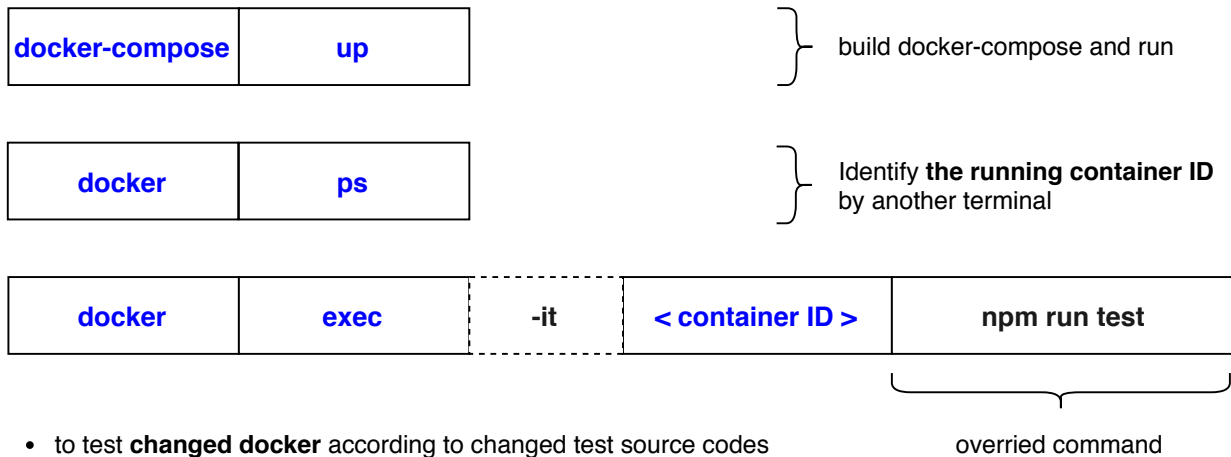 docker-compose up build docker-compose and run
docker ps Identify the running container ID
by another terminal
docker exec -it < container ID > npm run test
• to test changed docker according to changed test source codes overried command